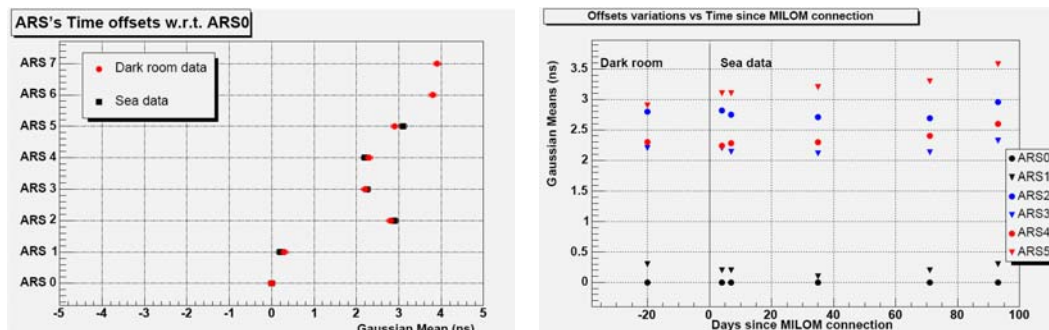 ARS's Time offsets w.r.t. ARS0
Dark room data
Sea data
ARS 7
ARS 6
ARS 5
ARS 4
ARS 3
ARS 2
ARS 1
ARS 0
-5 -4 -3 -2 -1 0 1 2 3 4 5
Gaussian Mean (ns)
Offsets variations vs Time since MILOM connection
Gaussian Means (ns)
Dark room
Sea data
3.5
3
2.5
2
1.5
1
0.5
0
-20 0 20 40 60 80 100
Days since MILOM connection
ARS0
ARS1
ARS2
ARS3
ARS4
ARS5